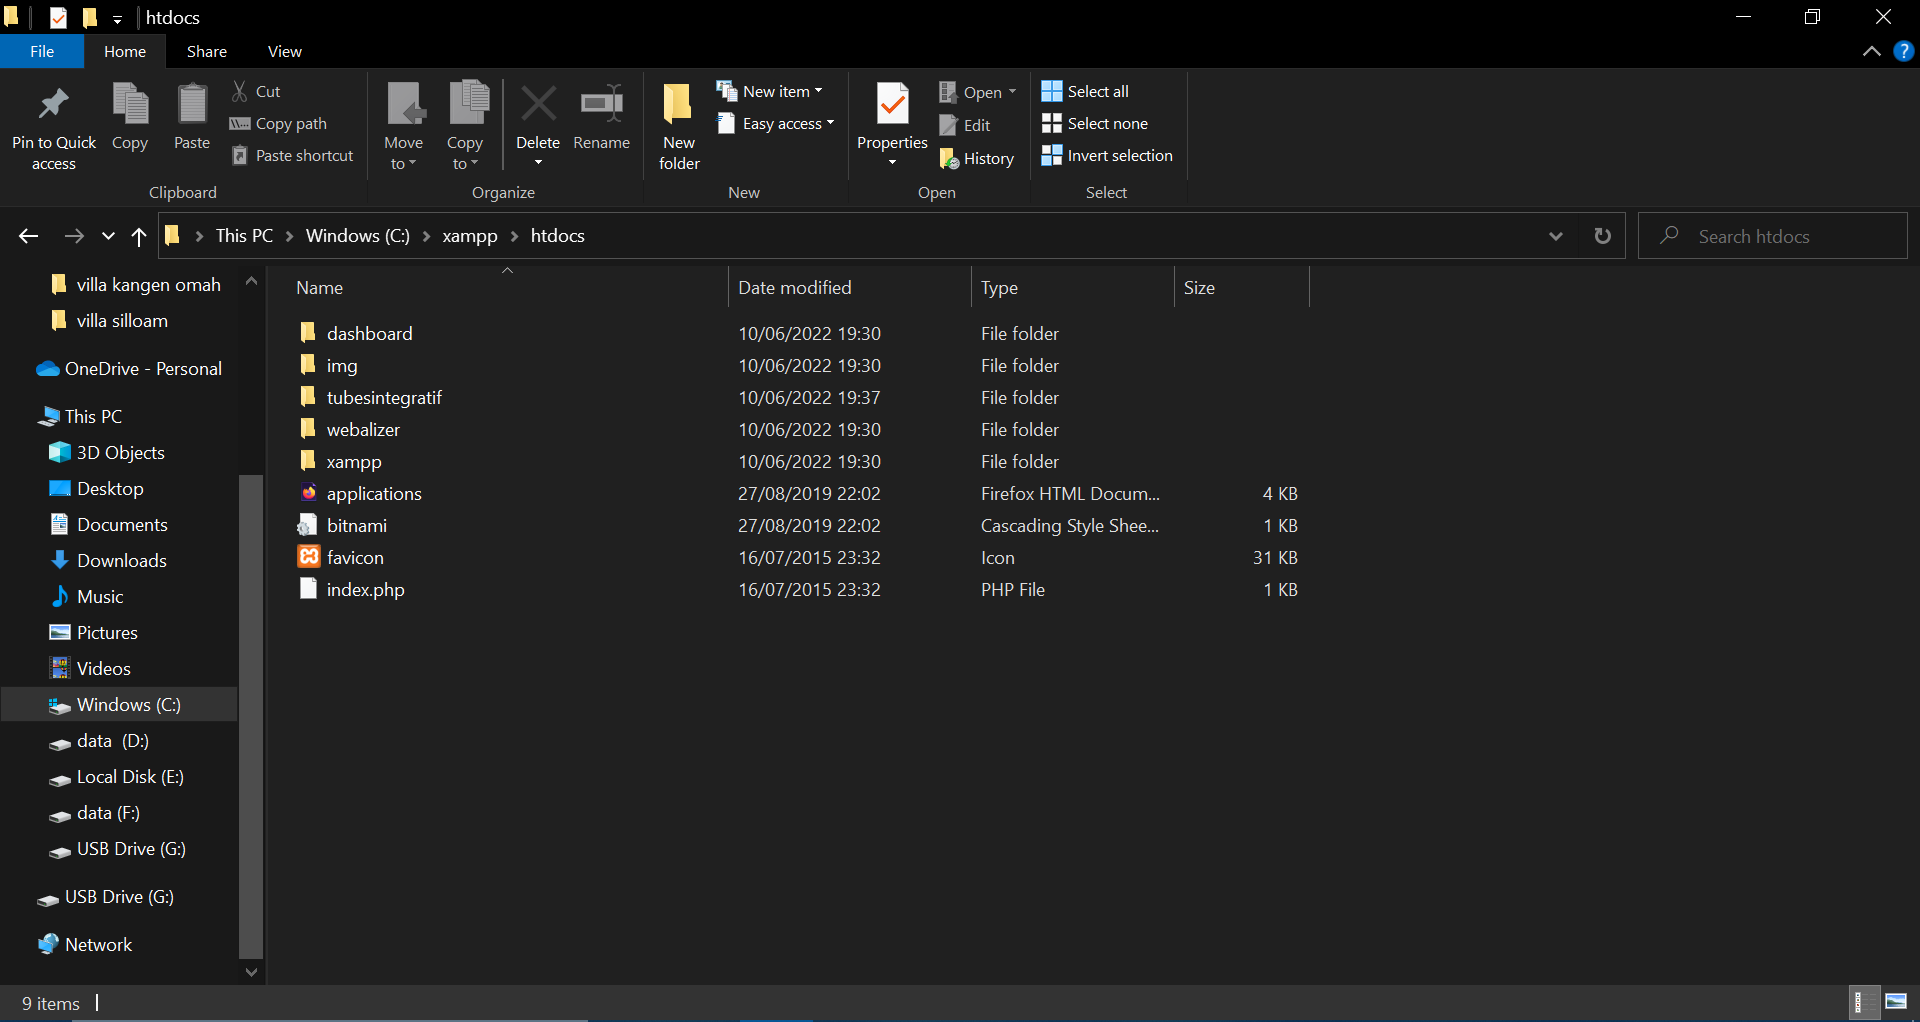 htdocs
File Home Share View
Pin to Quick access
Copy
Paste
Cut
Copy path
Paste shortcut
Clipboard
Move to
Copy to
Delete
Rename
Organize
New folder
New item
Easy access
New
Properties
Open
Edit
History
Open
Select all
Select none
Invert selection
Select
This PC > Windows (C:) > xampp > htdocs
Search htdocs
villa kangen omah
villa silloam
OneDrive - Personal
This PC
3D Objects
Desktop
Documents
Downloads
Music
Pictures
Videos
Windows (C:)
data (D:)
Local Disk (E:)
data (F:)
USB Drive (G:)
USB Drive (G:)
Network
Name Date modified Type Size
dashboard 10/06/2022 19:30 File folder
img 10/06/2022 19:30 File folder
tubesintegratif 10/06/2022 19:37 File folder
webalizer 10/06/2022 19:30 File folder
xampp 10/06/2022 19:30 File folder
applications 27/08/2019 22:02 Firefox HTML Docum... 4 KB
bitnami 27/08/2019 22:02 Cascading Style Shee... 1 KB
favicon 16/07/2015 23:32 Icon 31 KB
index.php 16/07/2015 23:32 PHP File 1 KB
9 items